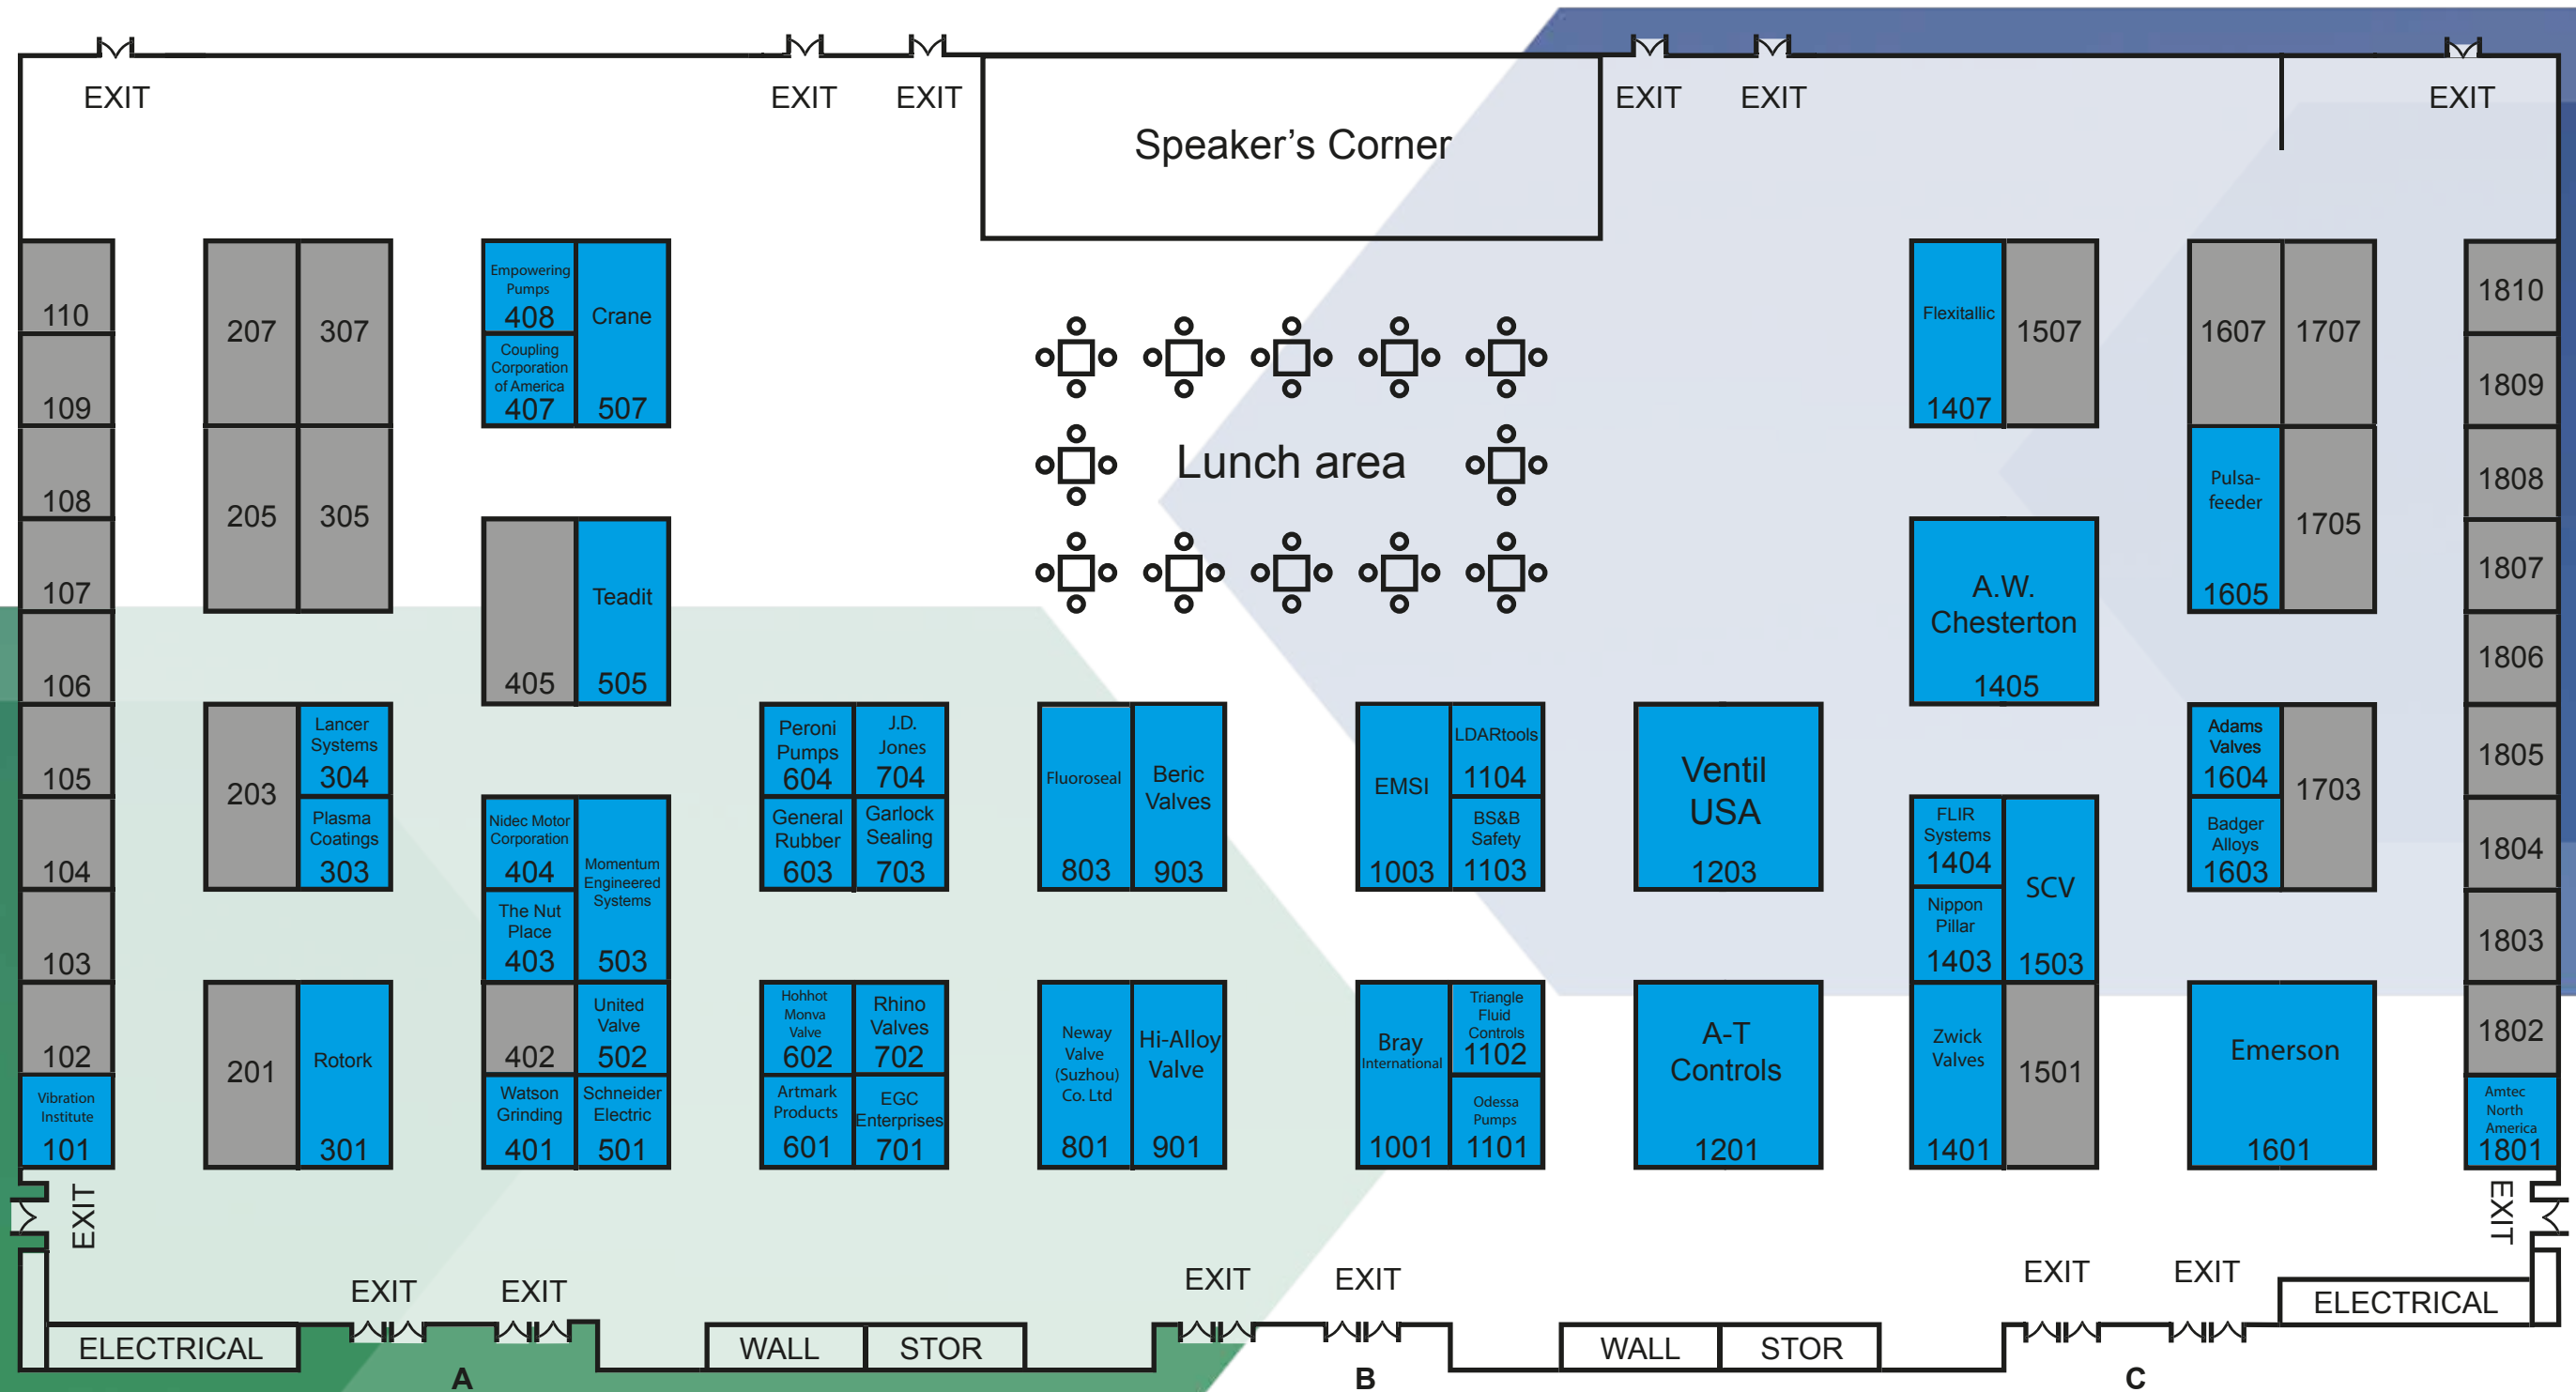 EXIT
EXIT
EXIT
EXIT
EXIT
EXIT
Speaker's Corner
Lunch area
110
109
108
107
106
105
104
103
102
Vibration
Institute
101
207
307
205
305
203
Lancer
Systems
304
Plasma
Coatings
303
201
Rotork
301
Empowering
Pumps
408
Coupling
Corporation
of America
407
Crane
507
405
Teadit
505
Nidec Motor
Corporation
404
The Nut
Place
403
Momentum
Engineered
Systems
503
402
United
Valve
502
Watson
Grinding
401
Schneider
Electric
501
Peroni
Pumps
604
J.D.
Jones
704
General
Rubber
603
Garlock
Sealing
703
Hohhot
Monva
Valve
602
Rhino
Valves
702
Artmark
Products
601
EGC
Enterprises
701
Fluoroseal
803
Beric
Valves
903
Neway
Valve
(Suzhou)
Co. Ltd
801
Hi-Alloy
Valve
901
EMSI
1003
LDARtools
1104
BS&B
Safety
1103
Bray
International
1001
Triangle
Fluid
Controls
1102
Odessa
Pumps
1101
Ventil
USA
1203
A-T
Controls
1201
Flexitallic
1407
1507
A.W.
Chesterton
1405
FLIR
Systems
1404
Nippon
Pillar
1403
SCV
1503
Zwick
Valves
1401
1501
1607
1707
Pulsa-
feeder
1605
1705
Adams
Valves
1604
Badger
Alloys
1603
1703
Emerson
1601
1810
1809
1808
1807
1806
1805
1804
1803
1802
Amtec
North
America
1801
EXIT
EXIT
EXIT
EXIT
EXIT
EXIT
EXIT
EXIT
ELECTRICAL
WALL
STOR
WALL
STOR
ELECTRICAL
A
B
C